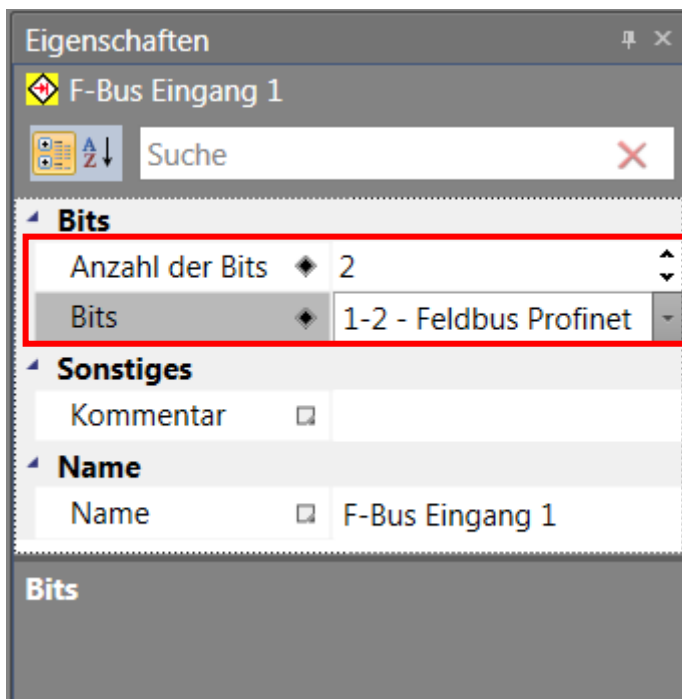 Eigenschaften
F-Bus Eingang 1
A Z Suche
Bits
Anzahl der Bits 2
Bits 1-2 - Feldbus Profinet
Sonstiges
Kommentar
Name
Name F-Bus Eingang 1
Bits